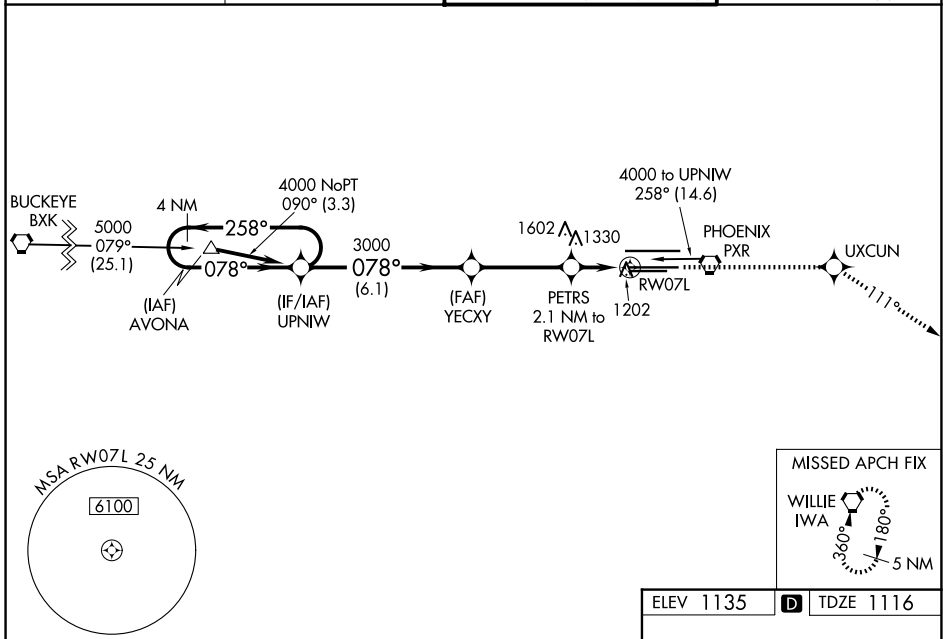 BUCKEYE
BXK
5000
079°
(25.1)
4 NM
258°
078°
(IAF)
AVONA
4000 NoPT
090° (3.3)
(IF/IAF)
UPNIW
3000
078°
(6.1)
(FAF)
YECXY
1602
1330
PETRS
2.1 NM to
RW07L
4000 to UPNIW
258° (14.6)
PHOENIX
PXR
RW07L
1202
UXCUN
111°
MSA RW07L 25 NM
6100
MISSED APCH FIX
WILLIE
IWA
360°
180°
5 NM
ELEV 1135 D TDZE 1116